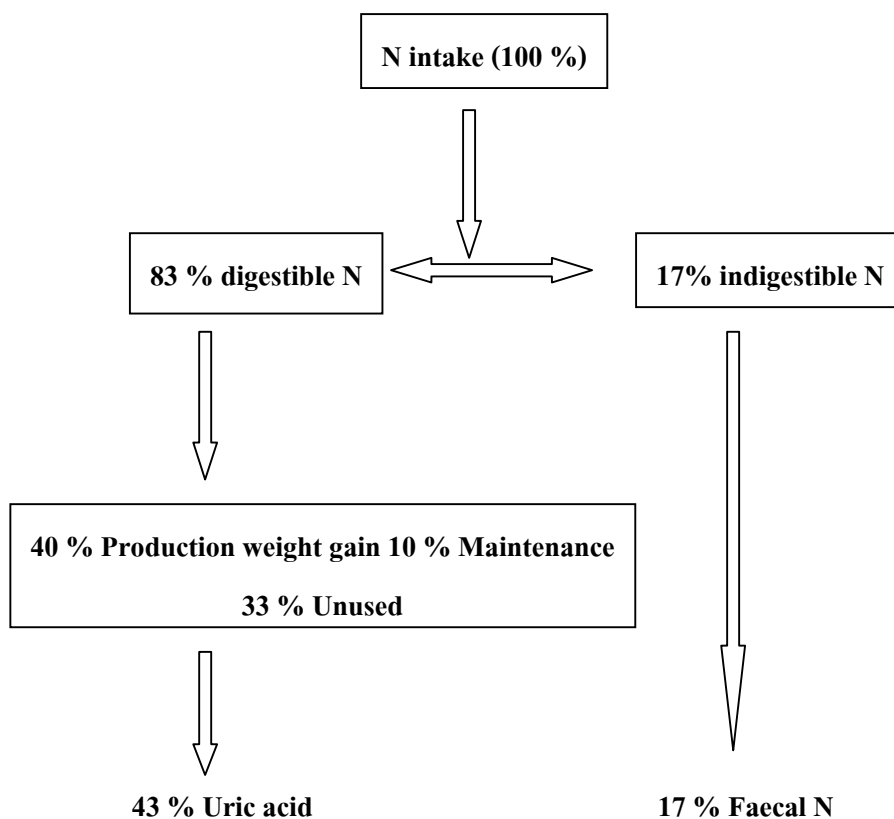 N intake (100 %)
83 % digestible N
17% indigestible N
40 % Production weight gain 10 % Maintenance
33 % Unused
43 % Uric acid
17 % Faecal N